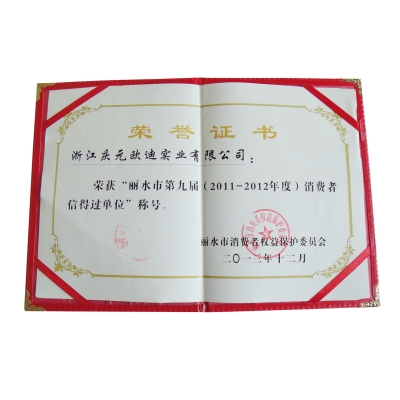 荣誉证书
浙江庆元欧迪实业有限公司：
荣获“丽水市第九届（2011-2012年度）消费者
信得过单位”称号。
丽水市消费者权益保护委员会
二〇一三年十二月